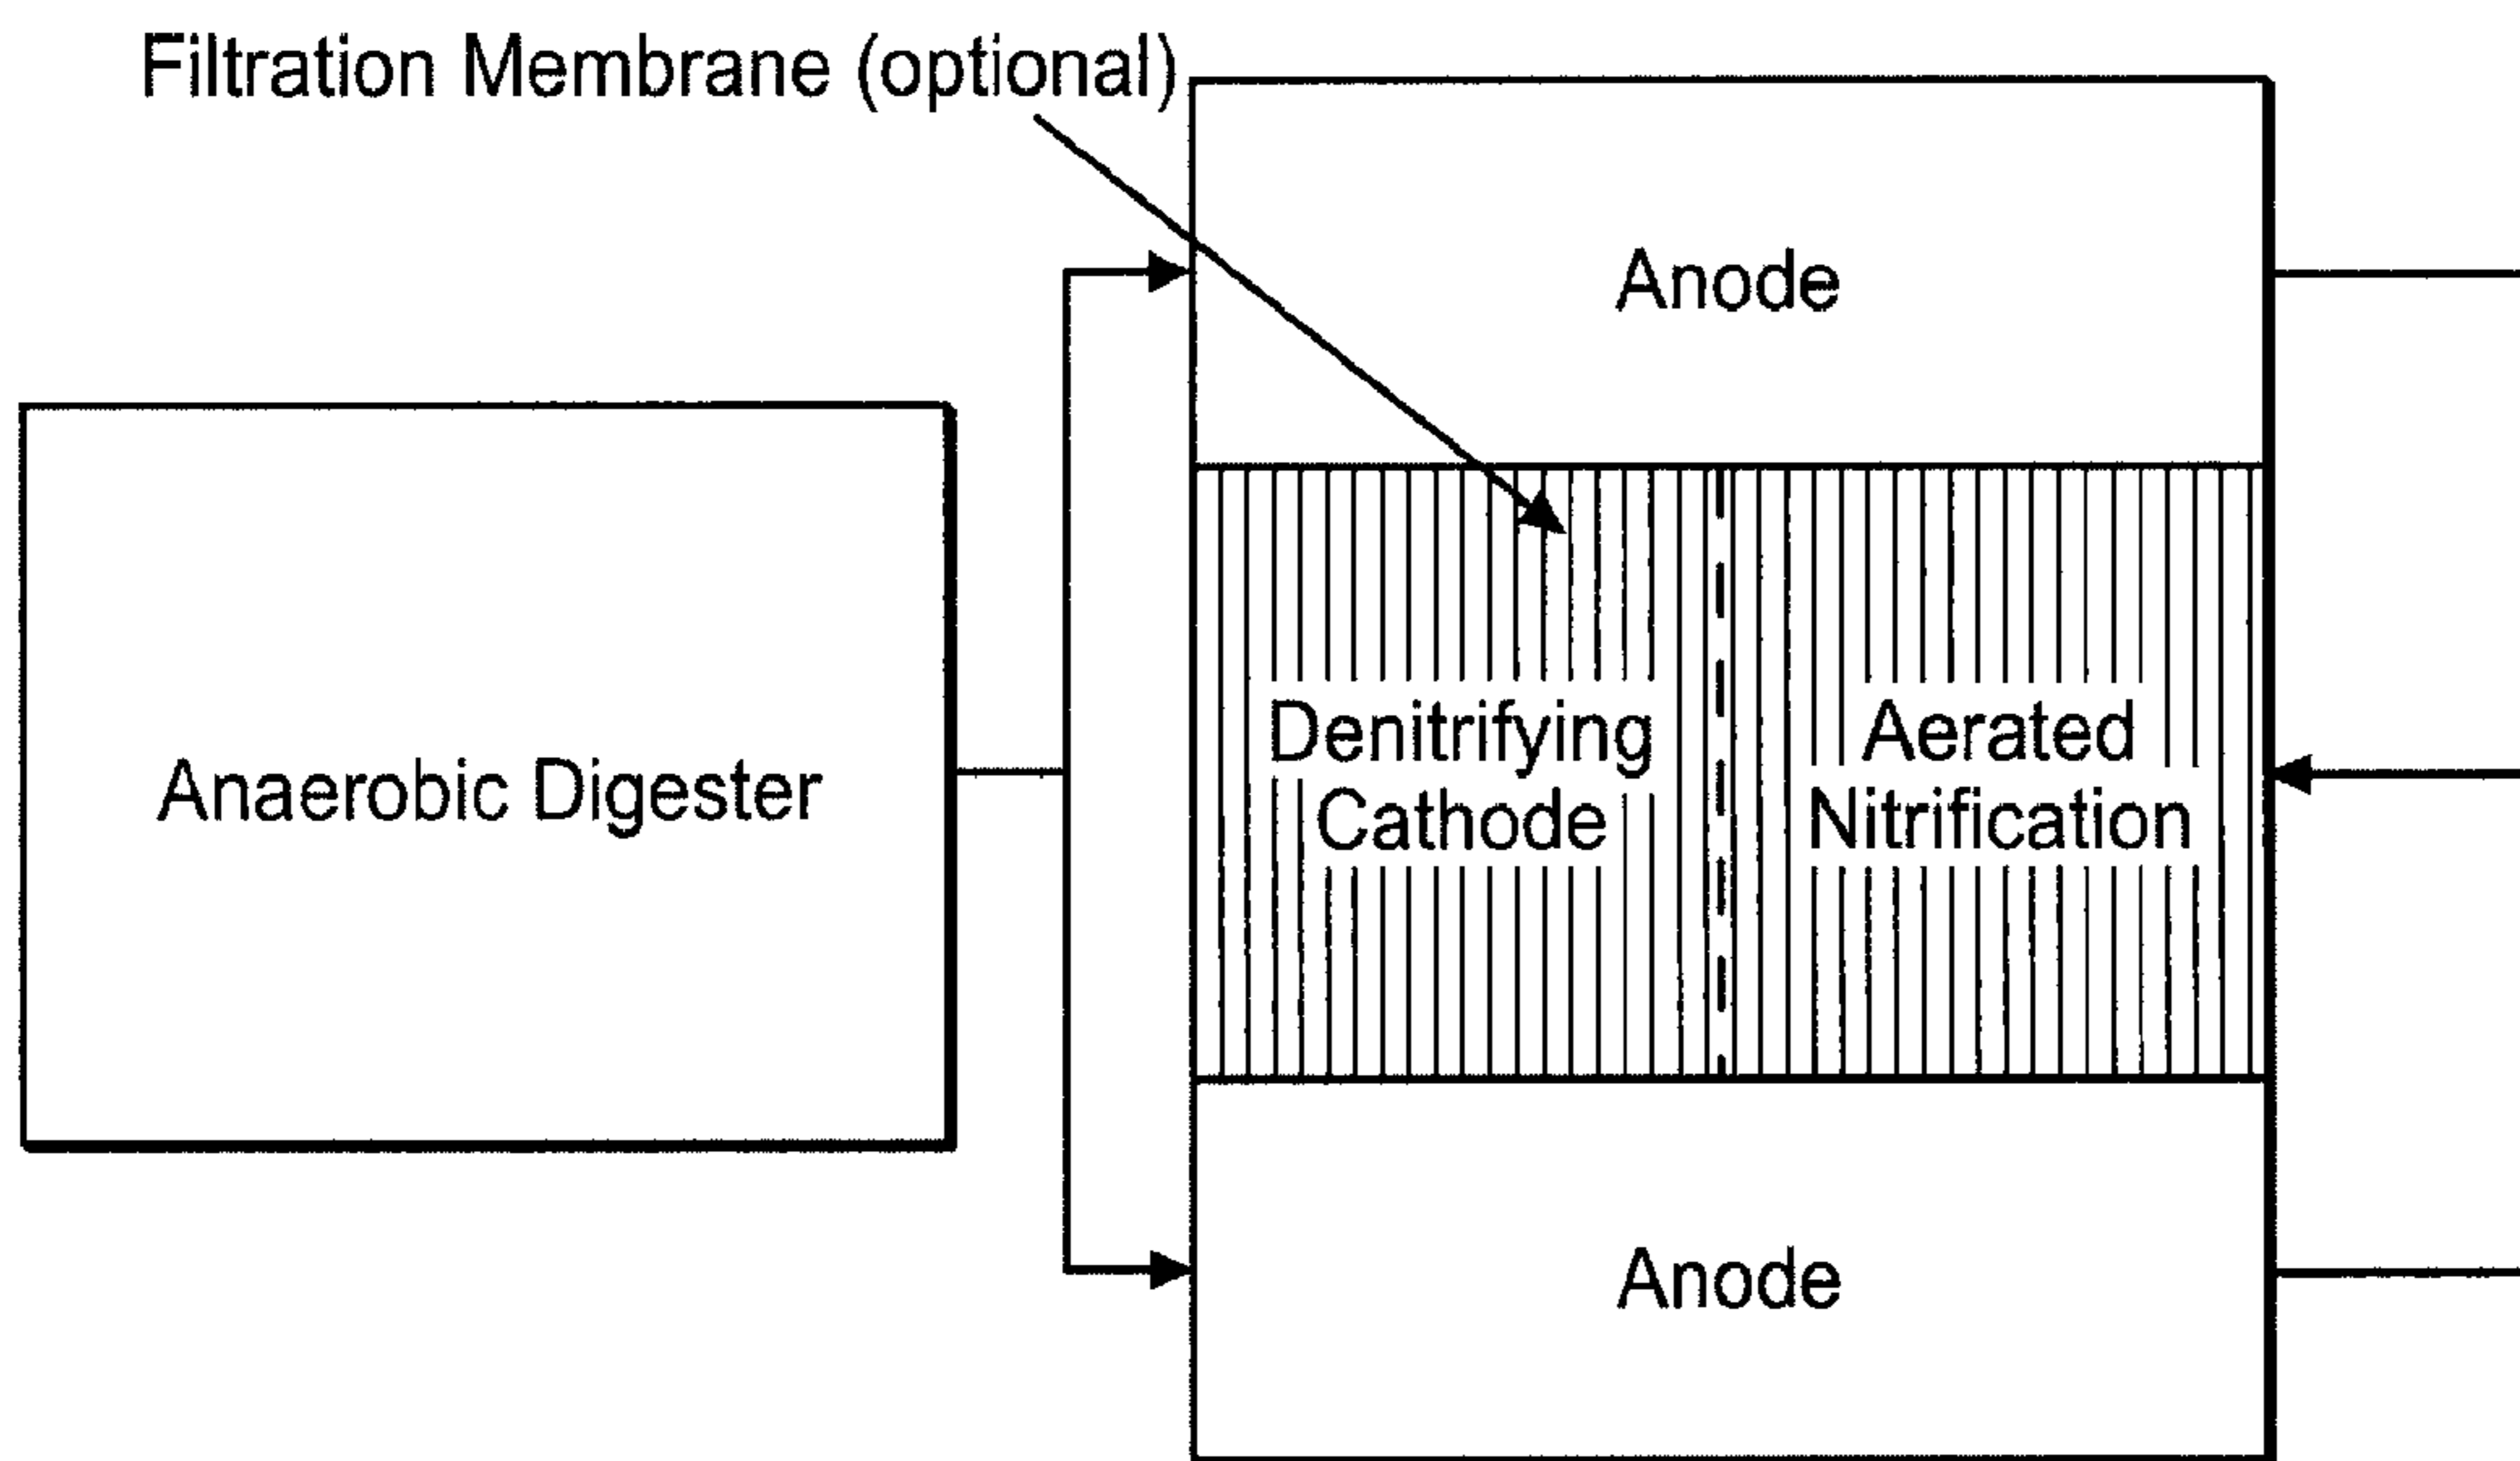 Filtration Membrane (optional)
Anode
Anaerobic Digester
Denitrifying
Cathode
Aerated
Nitrification
Anode